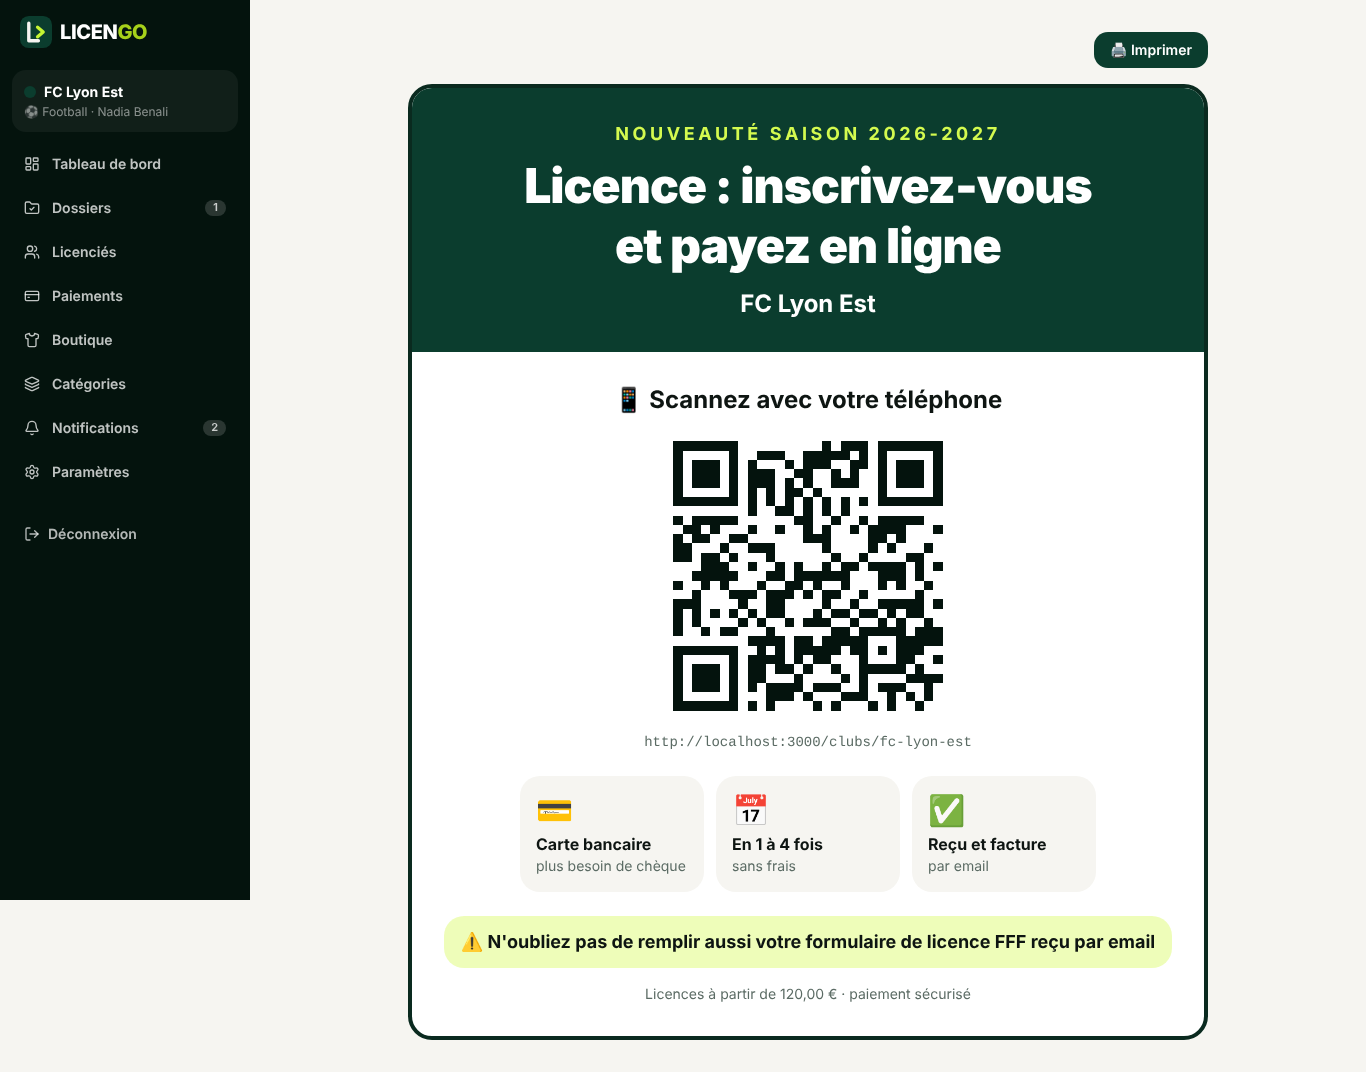 LICENGO
FC Lyon Est
Football · Nadia Benali
Tableau de bord
Dossiers 1
Licenciés
Paiements
Boutique
Catégories
Notifications 2
Paramètres
Déconnexion
Imprimer
NOUVEAUTÉ SAISON 2026-2027
Licence : inscrivez-vous
et payez en ligne
FC Lyon Est
Scannez avec votre téléphone
http://localhost:3000/clubs/fc-lyon-est
Carte bancaire
plus besoin de chèque
July
17
En 1 à 4 fois
sans frais
Reçu et facture
par email
N'oubliez pas de remplir aussi votre formulaire de licence FFF reçu par email
Licences à partir de 120,00 € · paiement sécurisé